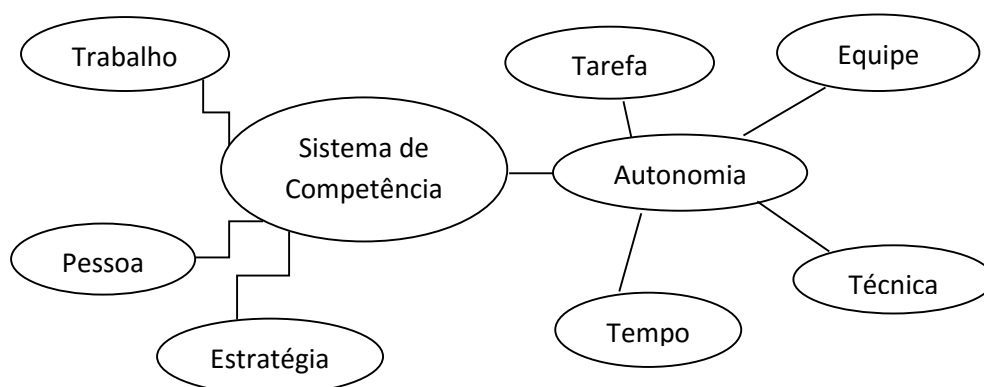 Trabalho
Tarefa
Equipe
Sistema de
Competência
Autonomia
Pessoa
Técnica
Tempo
Estratégia